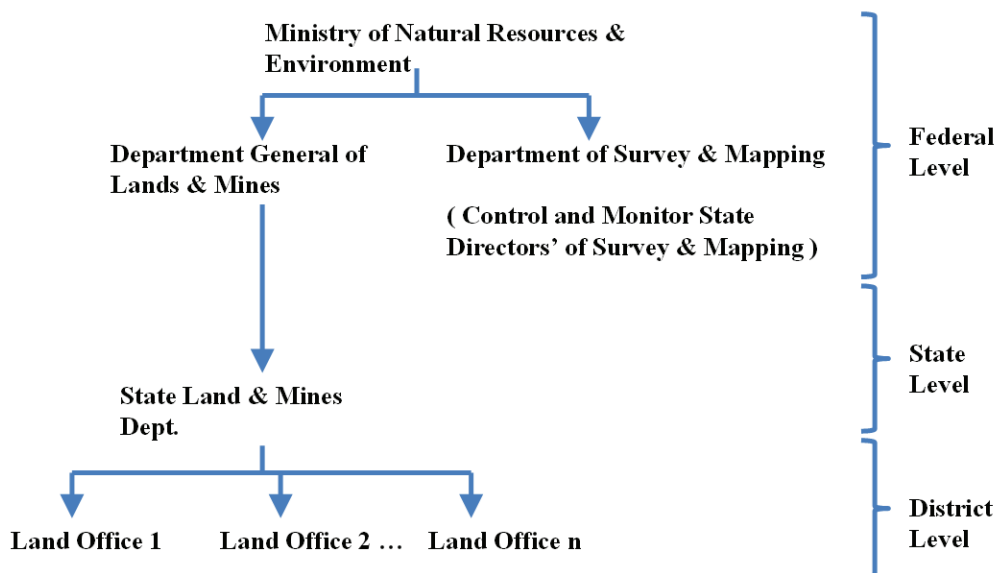 Ministry of Natural Resources &
Environment
Department General of
Lands & Mines
Department of Survey & Mapping
( Control and Monitor State
Directors’ of Survey & Mapping )
Federal
Level
State Land & Mines
Dept.
State
Level
Land Office 1
Land Office 2 …
Land Office n
District
Level